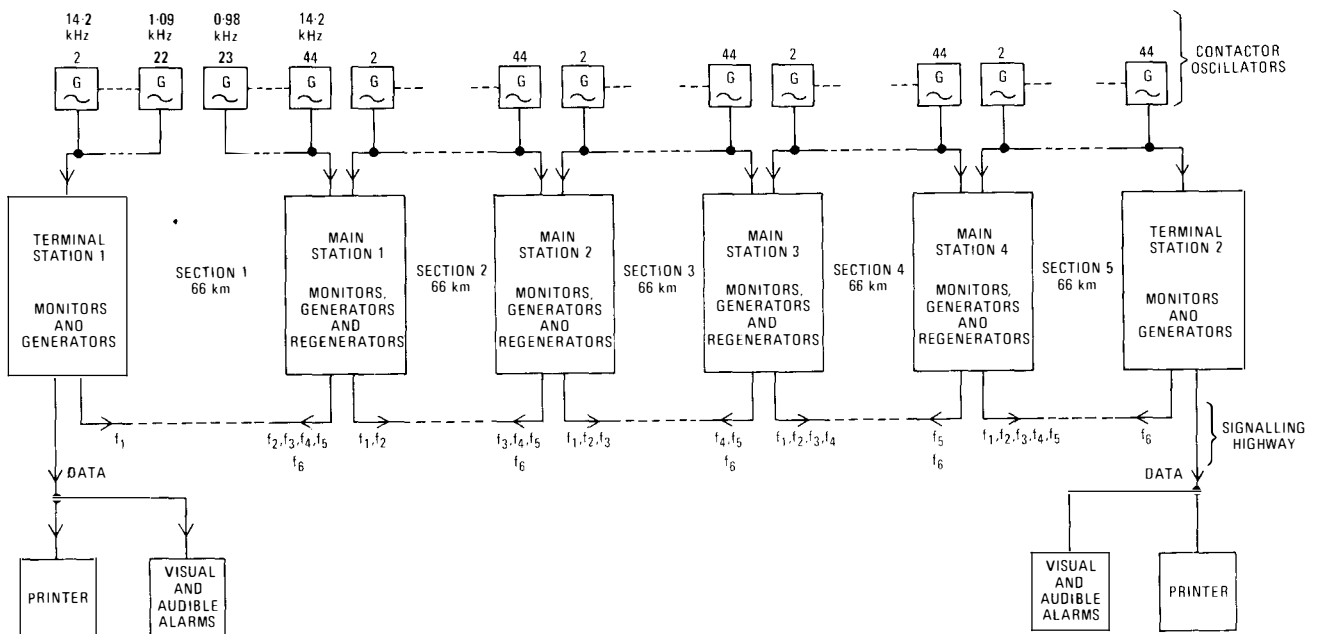 14·2 kHz
1·09 kHz
0·98 kHz
14·2 kHz
2
22
23
44
2
44
2
44
2
44
2
44
G
G
G
G
G
G
G
G
G
G
G
G
CONTACTOR
OSCILLATORS
TERMINAL
STATION 1
MONITORS
AND
GENERATORS
SECTION 1
66 km
MAIN
STATION 1
MONITORS,
GENERATORS
AND
REGENERATORS
SECTION 2
66 km
MAIN
STATION 2
MONITORS,
GENERATORS
AND
REGENERATORS
SECTION 3
66 km
MAIN
STATION 3
MONITORS,
GENERATORS
AND
REGENERATORS
SECTION 4
66 km
MAIN
STATION 4
MONITORS,
GENERATORS
AND
REGENERATORS
SECTION 5
66 km
TERMINAL
STATION 2
MONITORS
AND
GENERATORS
f1
f2,f3,f4,f5
f6
f1,f2
f3,f4,f5
f6
f1,f2,f3
f4,f5
f6
f1,f2,f3,f4
f5
f6
f1,f2,f3,f4,f5
f6
SIGNALLING
HIGHWAY
DATA
DATA
PRINTER
VISUAL
AND
AUDIBLE
ALARMS
VISUAL
AND
AUDIBLE
ALARMS
PRINTER